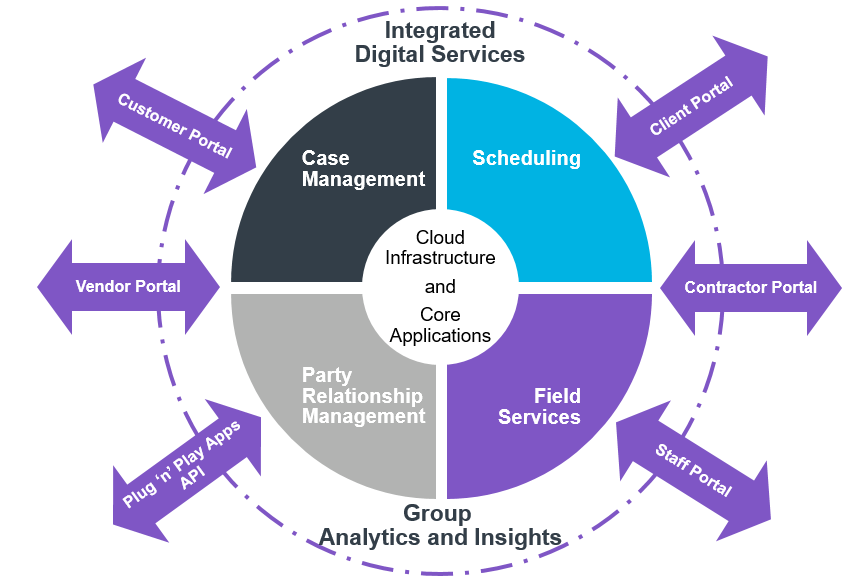 Integrated
Digital Services
Customer Portal
Client Portal
Case
Management
Scheduling
Cloud
Infrastructure
and
Core
Applications
Vendor Portal
Contractor Portal
Party
Relationship
Management
Field
Services
Plug ‘n’ Play Apps
API
Staff Portal
Group
Analytics and Insights